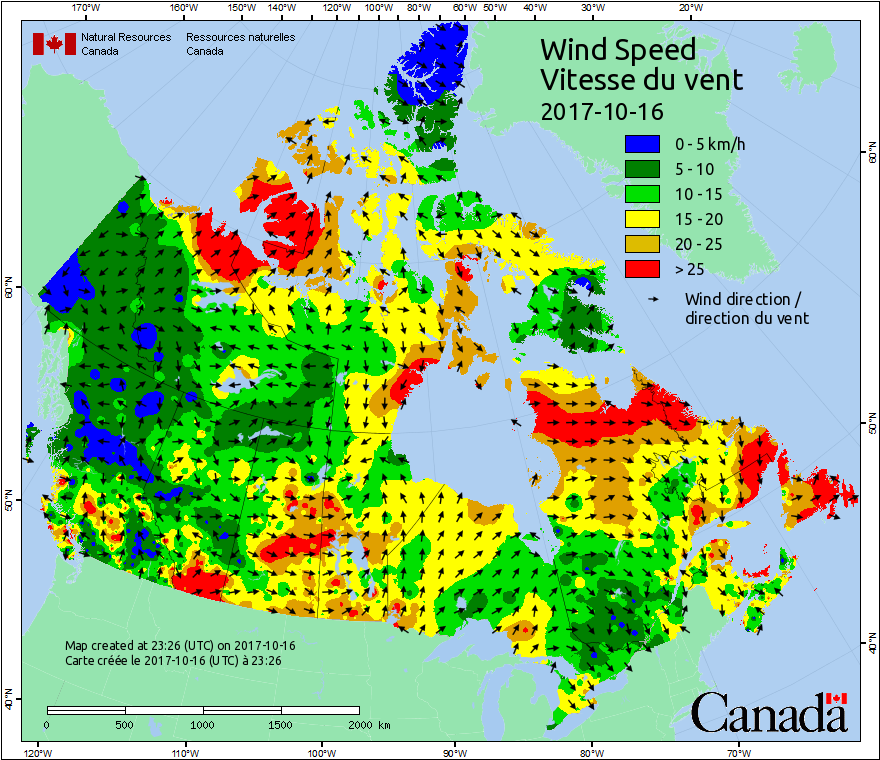 170°W 160°W 150°W 140°W 130°W 120°W 110°W 100°W 80°W 60°W 50°W 40°W 30°W 20°W
Natural Resources Ressources naturelles
Canada Canada
Wind Speed
Vitesse du vent
2017-10-16
0 - 5 km/h
5 - 10
10 - 15
15 - 20
20 - 25
> 25
Wind direction /
direction du vent
60°N
60°N
50°N
50°N
40°N
40°N
Map created at 23:26 (UTC) on 2017-10-16
Carte créée le 2017-10-16 (UTC) à 23:26
0 500 1000 1500 2000 km
Canada
120°W 110°W 100°W 90°W 80°W 70°W